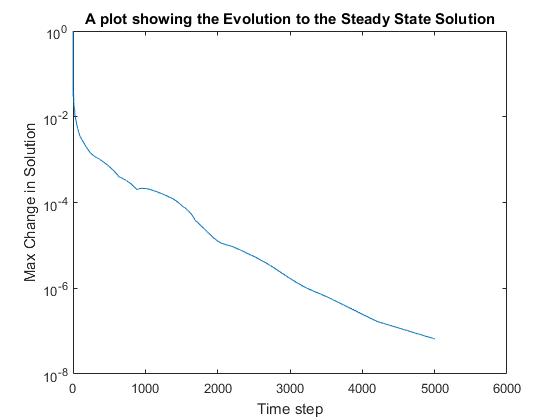 A plot showing the Evolution to the Steady State Solution
10^0
10^-2
10^-4
10^-6
10^-8
Max Change in Solution
0 1000 2000 3000 4000 5000 6000
Time step